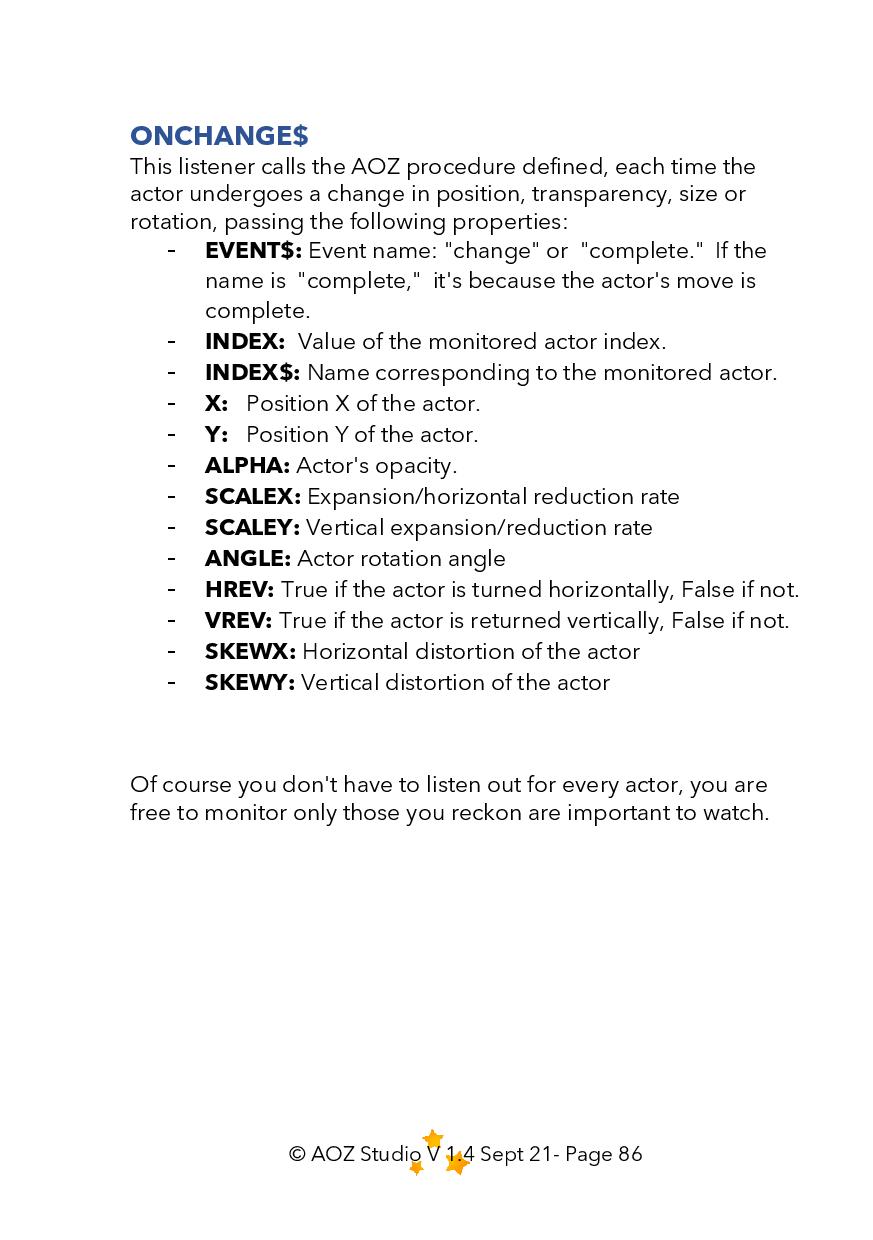 ONCHANGE$
This listener calls the AOZ procedure defined, each time the
actor undergoes a change in position, transparency, size or
rotation, passing the following properties:
- EVENT$: Event name: "change" or "complete." If the
name is "complete," it's because the actor's move is
complete.
- INDEX: Value of the monitored actor index.
- INDEX$: Name corresponding to the monitored actor.
- X: Position X of the actor.
- Y: Position Y of the actor.
- ALPHA: Actor's opacity.
- SCALEX: Expansion/horizontal reduction rate
- SCALEY: Vertical expansion/reduction rate
- ANGLE: Actor rotation angle
- HREV: True if the actor is turned horizontally, False if not.
- VREV: True if the actor is returned vertically, False if not.
- SKEWX: Horizontal distortion of the actor
- SKEWY: Vertical distortion of the actor
Of course you don't have to listen out for every actor, you are
free to monitor only those you reckon are important to watch.
© AOZ Studio V 1.4 Sept 21- Page 86